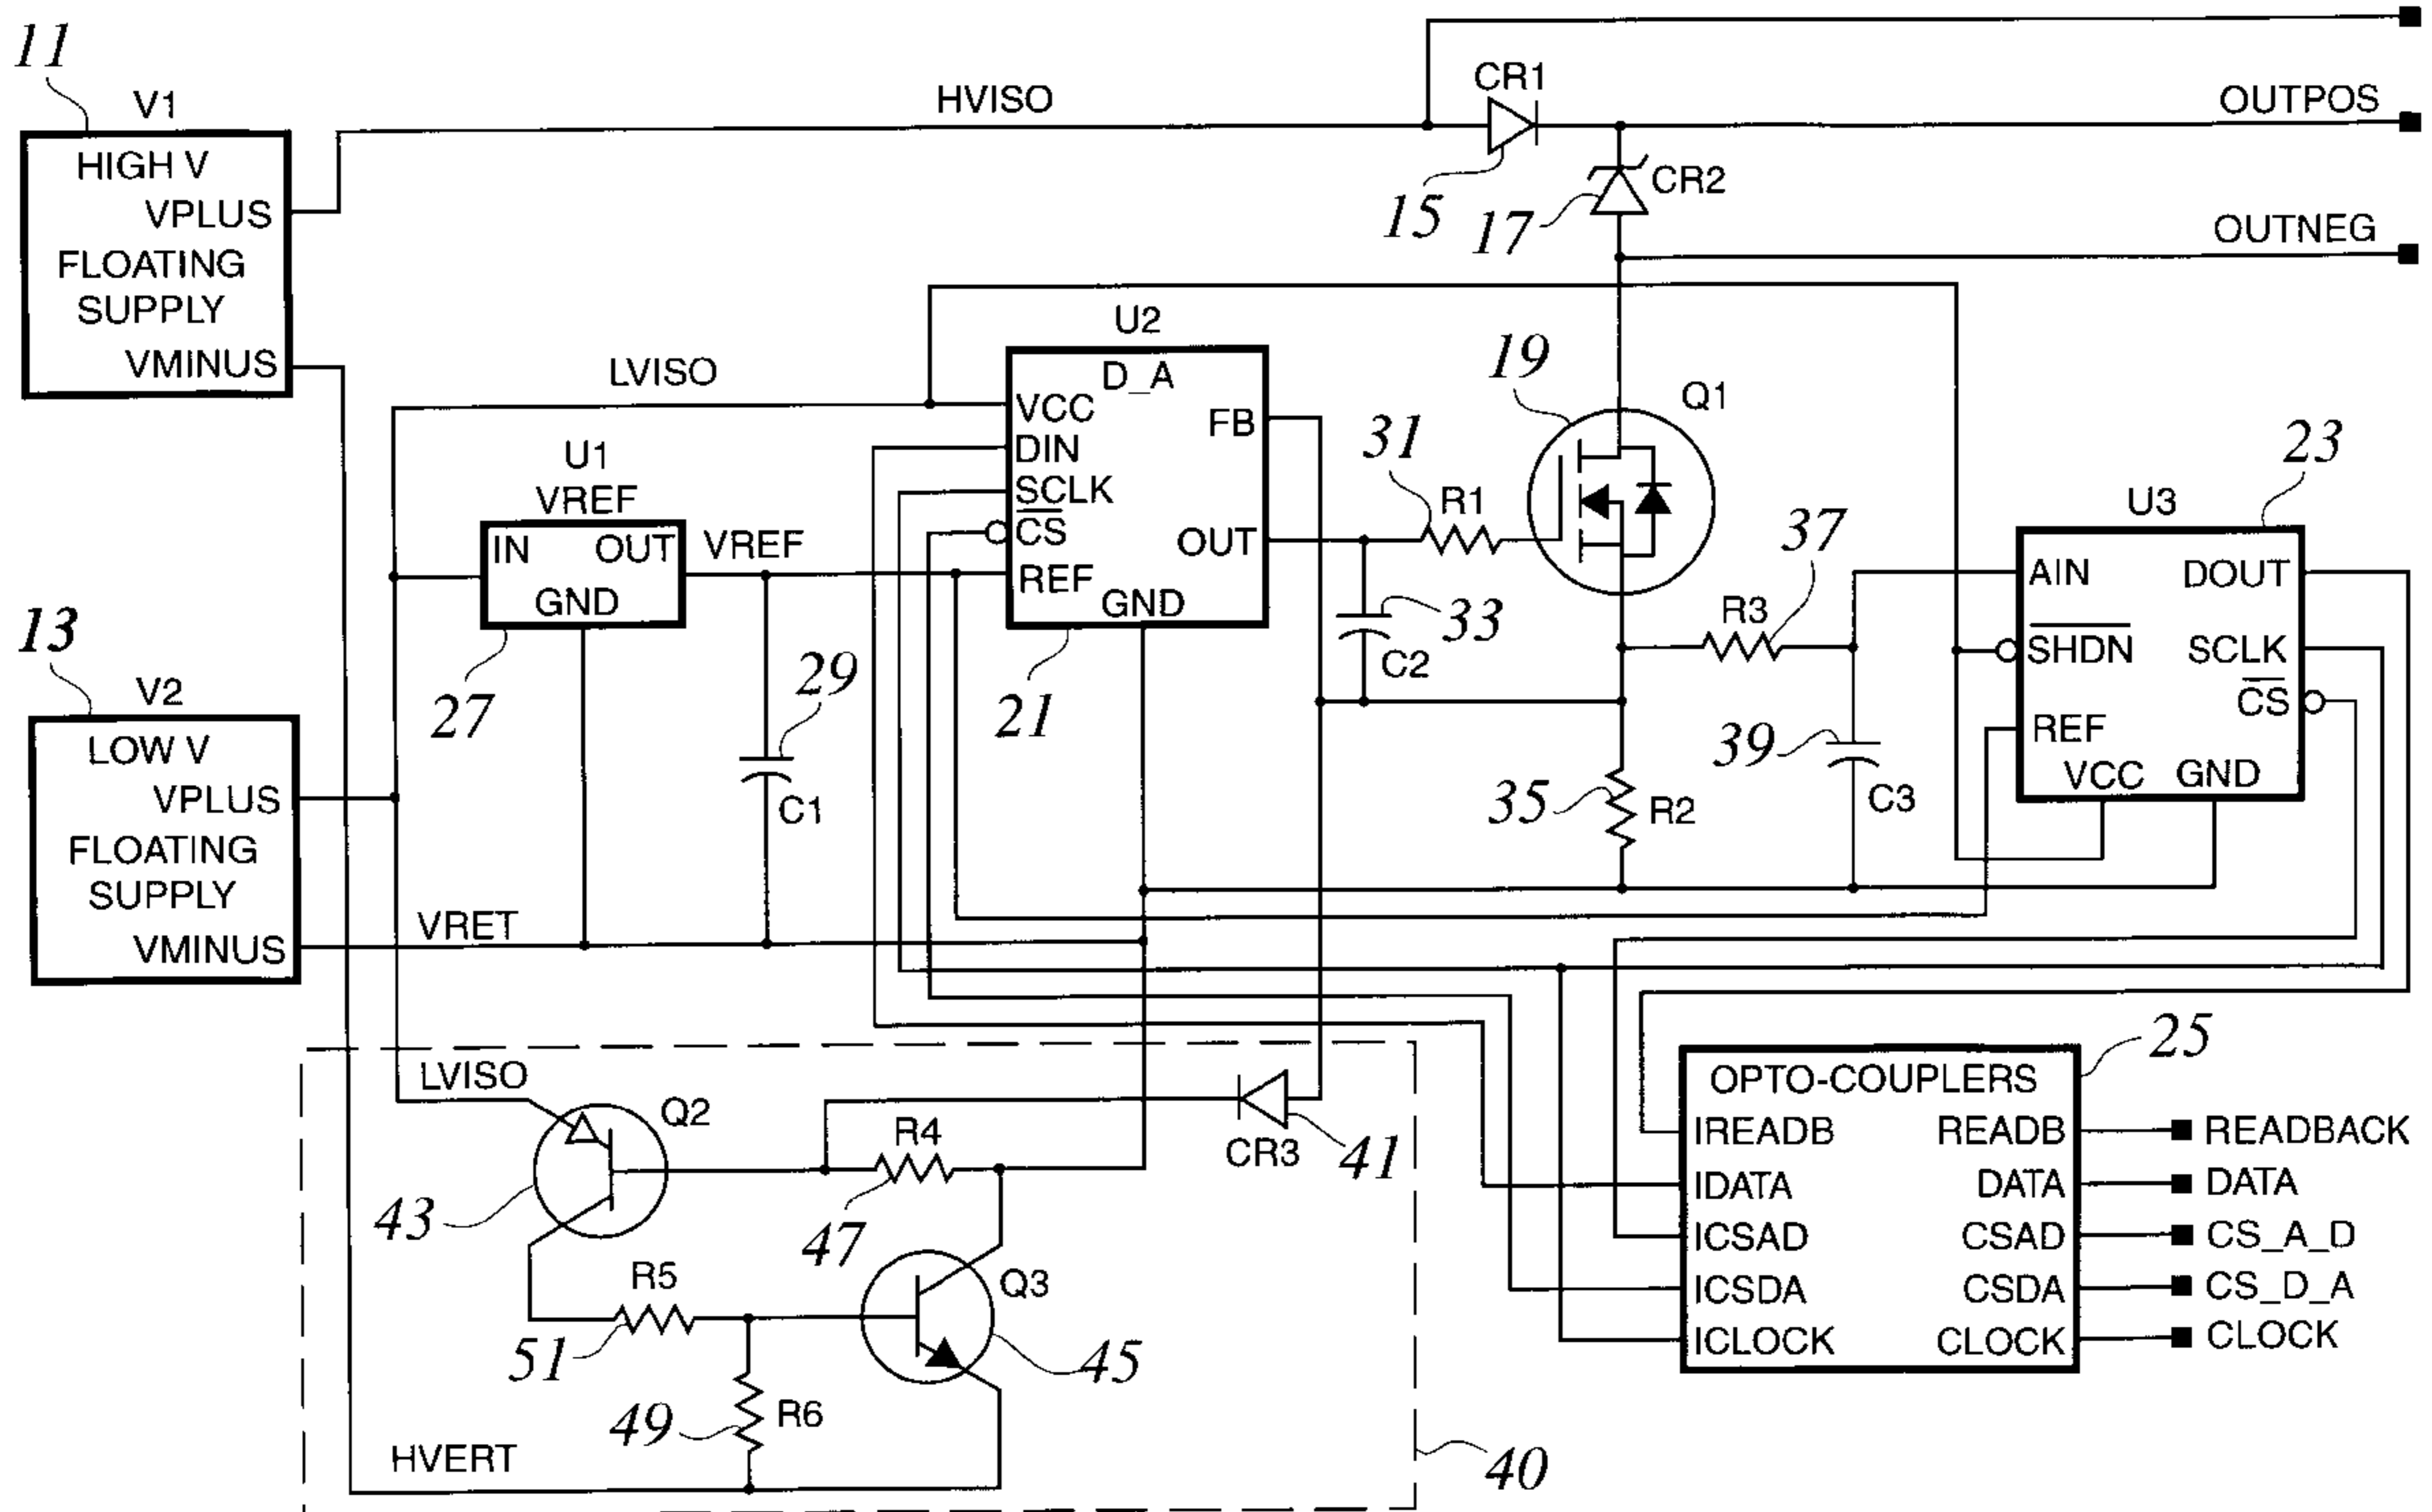 11
V1
HIGH V
VPLUS
FLOATING
SUPPLY
VMINUS
HVISO
CR1
15
OUTPOS
CR2
17
OUTNEG
LVISO
U2
D_A
VCC
DIN
SCLK
CS
REF
GND
FB
OUT
21
U1
VREF
IN OUT
GND
27
VREF
29
C1
31
R1
33
C2
19
Q1
R3
37
39
C3
35
R2
23
U3
AIN DOUT
SHDN SCLK
CS
REF
VCC GND
13
V2
LOW V
VPLUS
FLOATING
SUPPLY
VMINUS
VRET
LVISO
Q2
43
R4
47
CR3
41
R5
51
Q3
45
R6
49
HVERT
40
25
OPTO-COUPLERS
IREADB READB READBACK
IDATA DATA DATA
ICSAD CSAD CS_A_D
ICSDA CSDA CS_D_A
ICLOCK CLOCK CLOCK